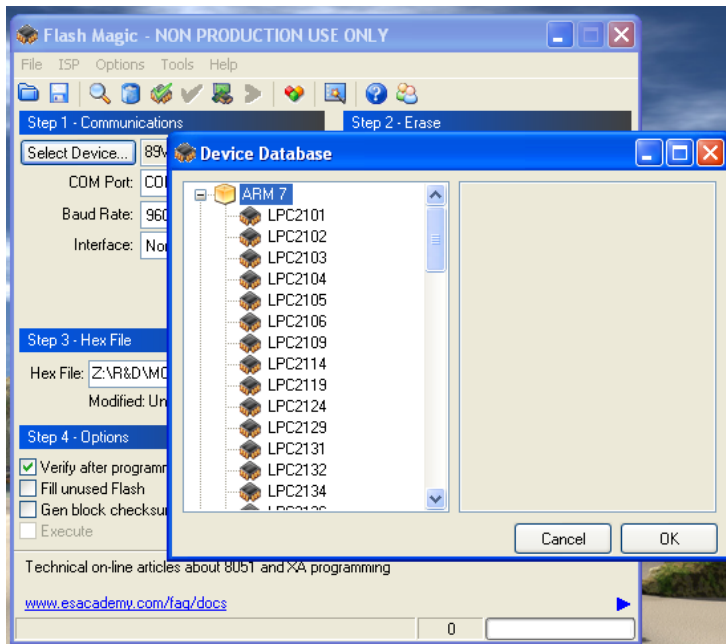 Flash Magic - NON PRODUCTION USE ONLY
File ISP Options Tools Help
Step 1 - Communications
Step 2 - Erase
Select Device...
COM Port:
Baud Rate: 960
Interface:
Step 3 - Hex File
Hex File: Z:\R&D\
Modified:
Step 4 - Options
Verify after
Fill unused Flash
Gen block
Execute
Technical on-line articles about 8051 and XA programming
www.esacademy.com/faq/docs
0
Device Database
ARM 7
LPC2101
LPC2102
LPC2103
LPC2104
LPC2105
LPC2106
LPC2109
LPC2114
LPC2119
LPC2124
LPC2129
LPC2131
LPC2132
LPC2134
Cancel
OK